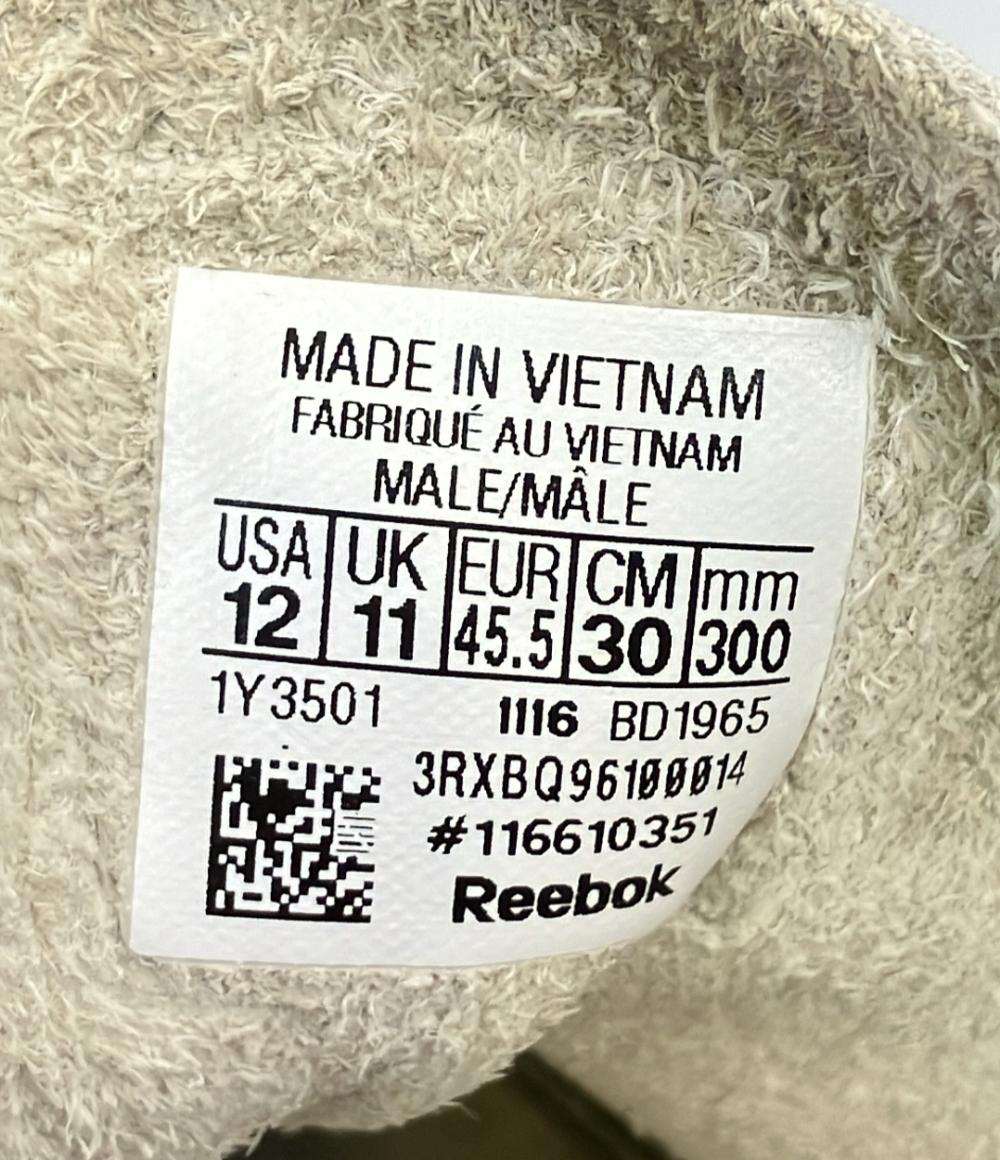 MADE IN VIETNAM
FABRIQUÉ AU VIETNAM
MALE/MÂLE
USA UK EUR CM mm
12 11 45.5 30 300
1Y3501 1116 BD1965
3RXBQ96100014
#116610351
Reebok